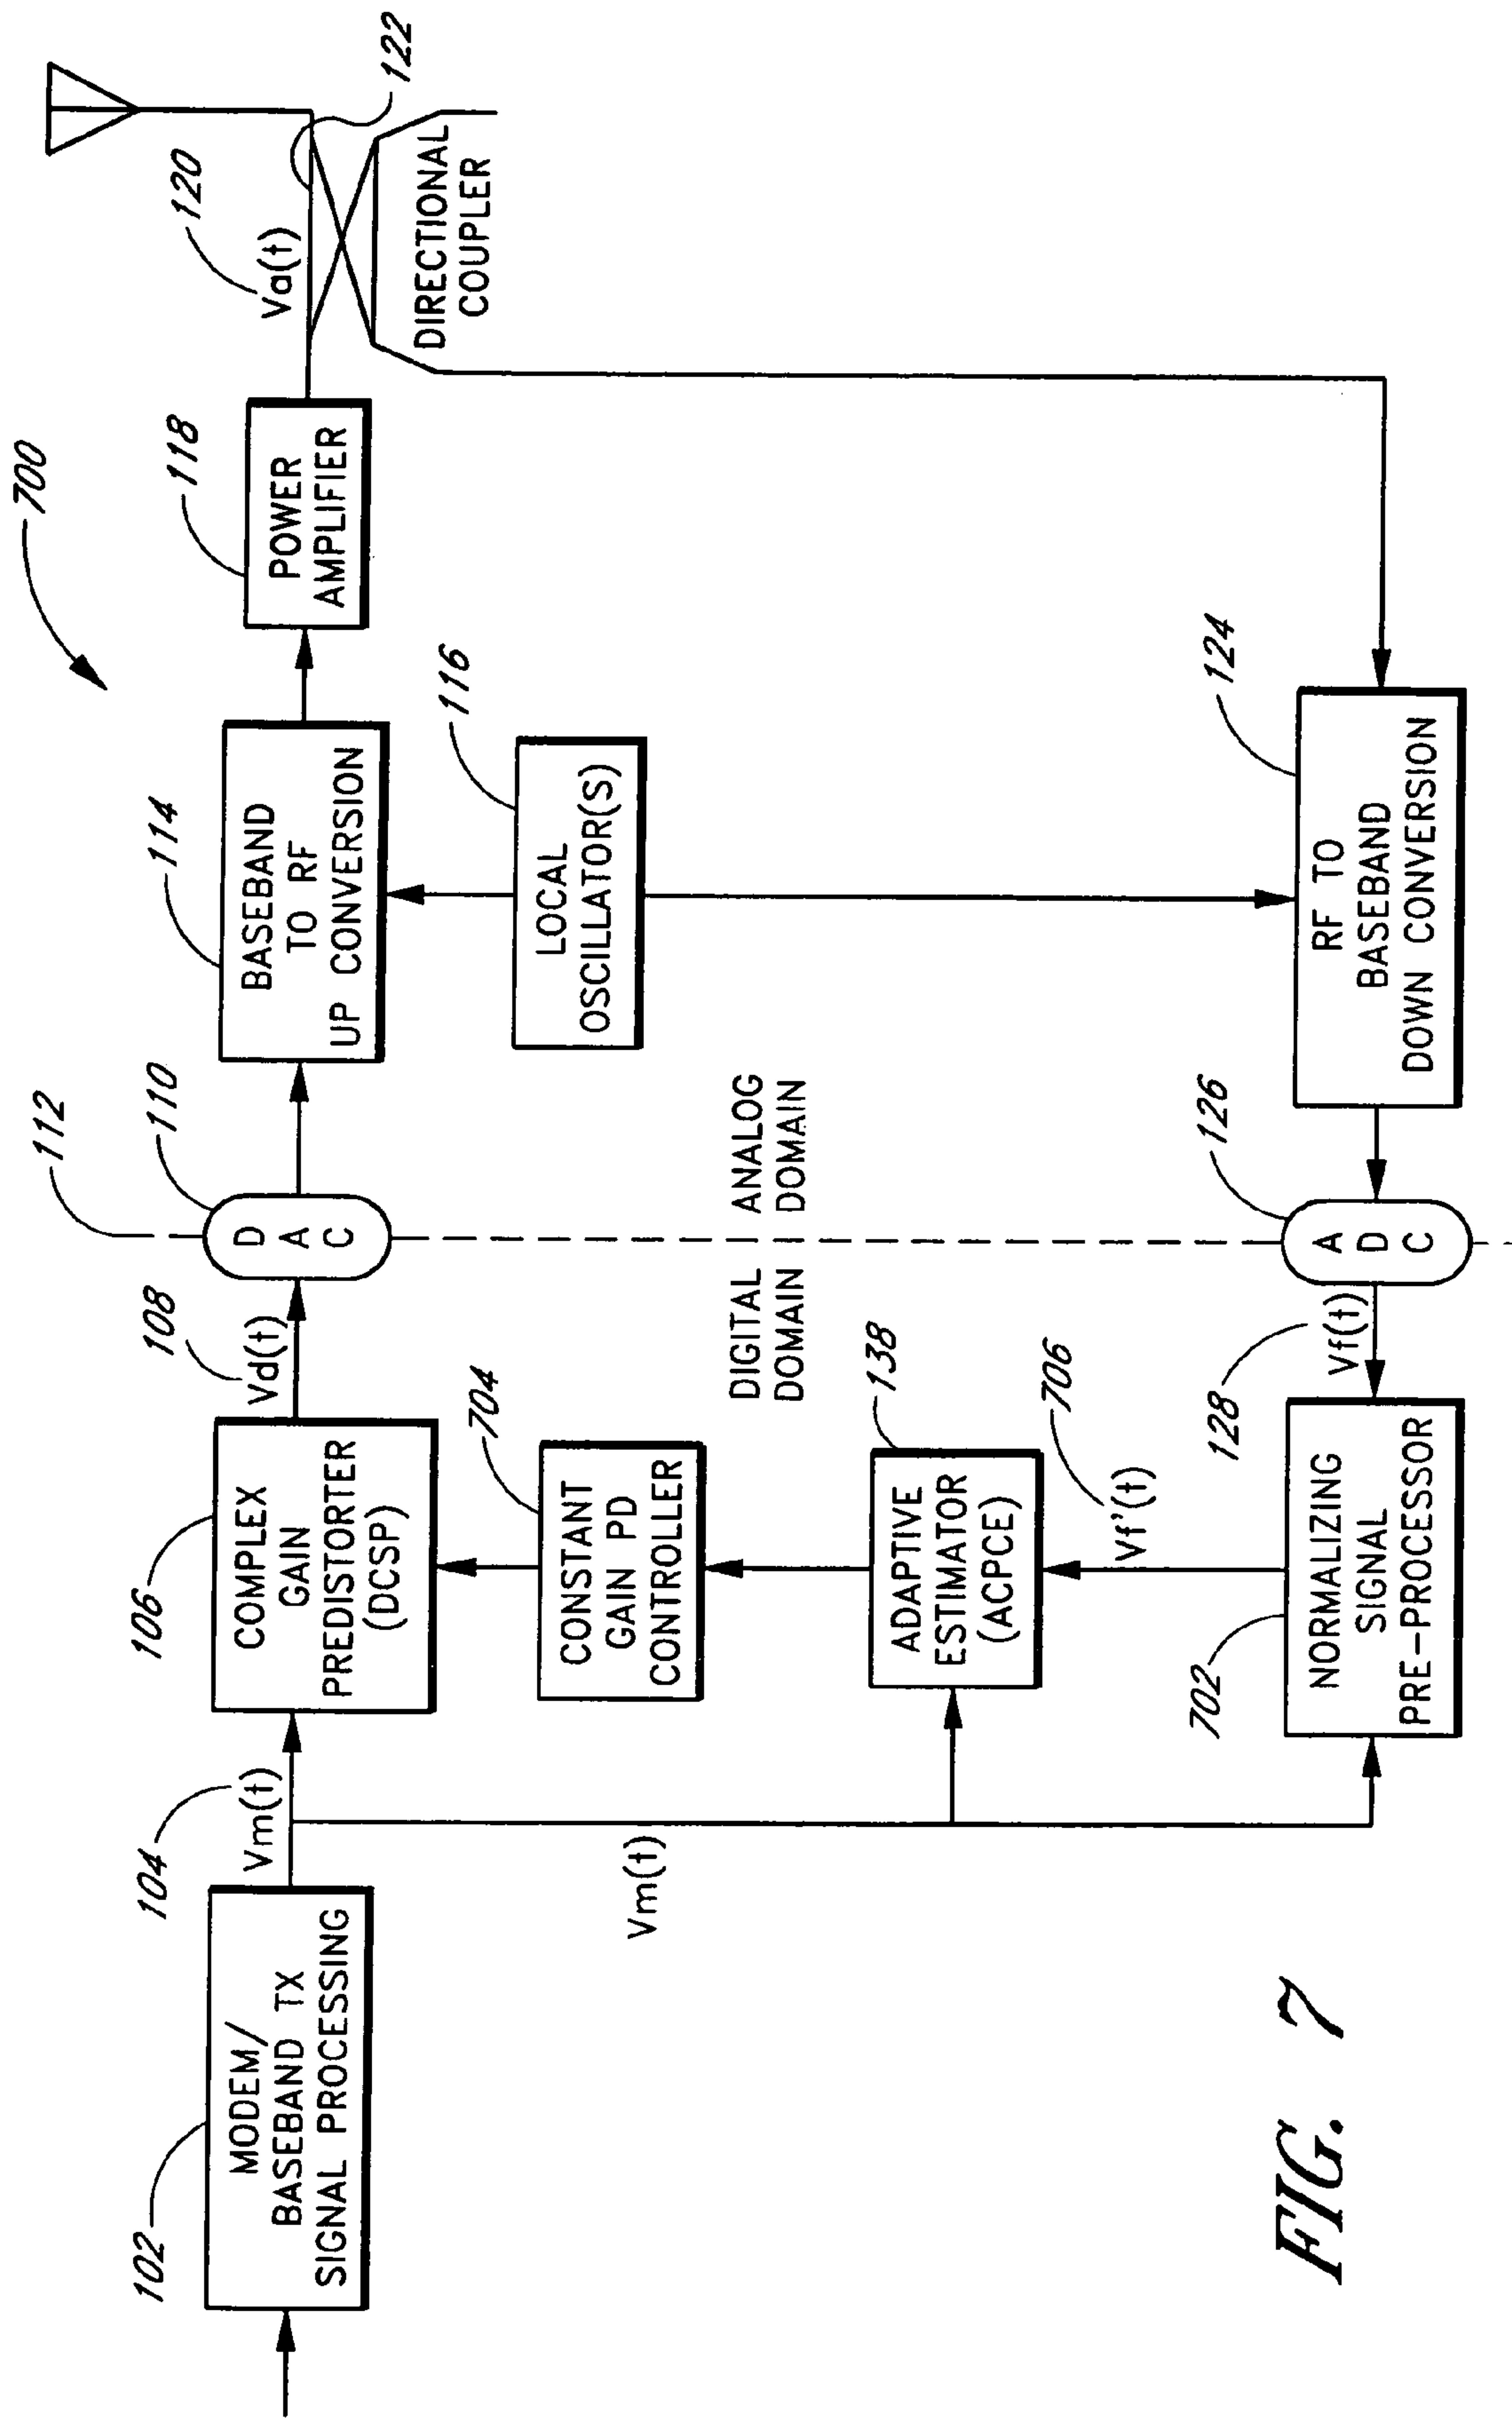 700
102
MODEM/
BASEBAND TX
SIGNAL PROCESSING
104
Vm(t)
106
COMPLEX
GAIN
PREDISTORTER
(DCSP)
108
Vd(t)
112
110
D
A
C
114
BASEBAND
TO RF
UP CONVERSION
118
POWER
AMPLIFIER
120
Va(t)
122
DIRECTIONAL
COUPLER
116
LOCAL
OSCILLATOR(S)
704
CONSTANT
GAIN PD
CONTROLLER
Vm(t)
DIGITAL
DOMAIN
ANALOG
DOMAIN
138
ADAPTIVE
ESTIMATOR
(ACPCE)
706
Vf'(t)
702
NORMALIZING
SIGNAL
PRE-PROCESSOR
128
Vf(t)
126
A
D
C
124
RF TO
BASEBAND
DOWN CONVERSION
FIG. 7